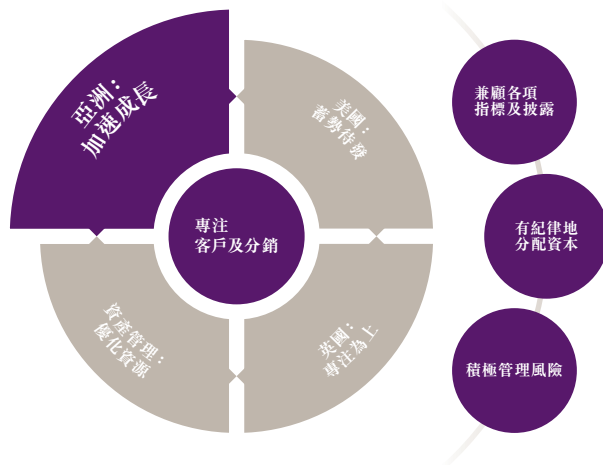 亞洲：
加速成長
美國：
蓄勢待發
專注
客戶及分銷
資產管理：
優化資源
英國：
專注為上
兼顧各項
指標及披露
有紀律地
分配資本
積極管理風險